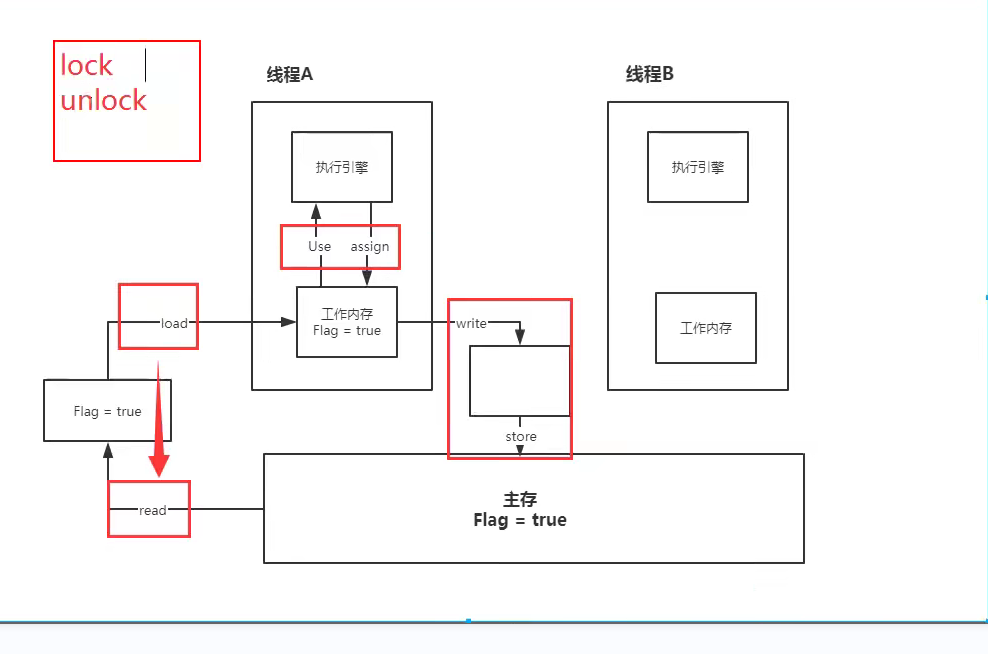 lock
unlock
线程A
线程B
执行引擎
执行引擎
Use
assign
工作内存
Flag = true
工作内存
load
write
Flag = true
store
read
主存
Flag = true